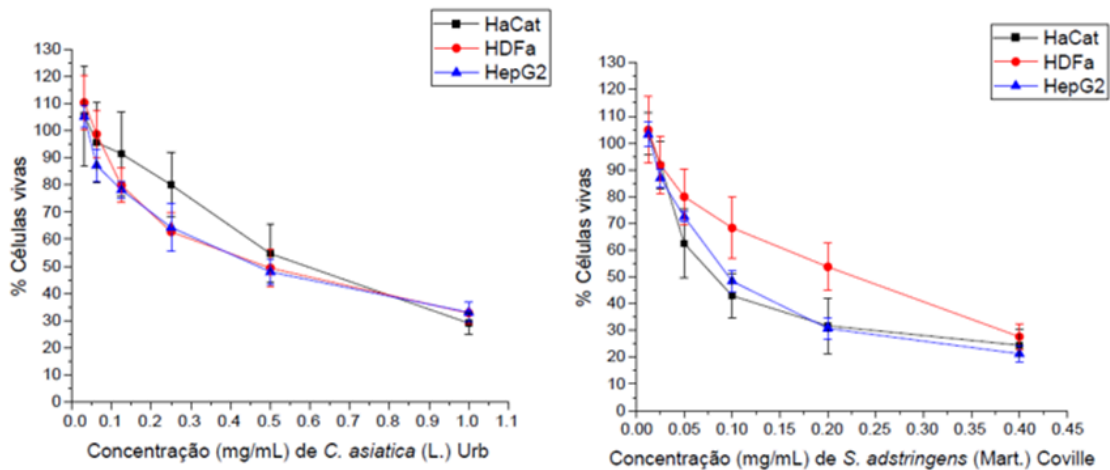 HaCat
HDFa
HepG2
130
120
110
100
90
80
70
60
50
40
30
20
10
0
% Células vivas
0.0 0.1 0.2 0.3 0.4 0.5 0.6 0.7 0.8 0.9 1.0 1.1
Concentração (mg/mL) de C. asiatica (L.) Urb
HaCat
HDFa
HepG2
130
120
110
100
90
80
70
60
50
40
30
20
10
0
% Células vivas
0.00 0.05 0.10 0.15 0.20 0.25 0.30 0.35 0.40 0.45
Concentração (mg/mL) de S. adstringens (Mart.) Coville